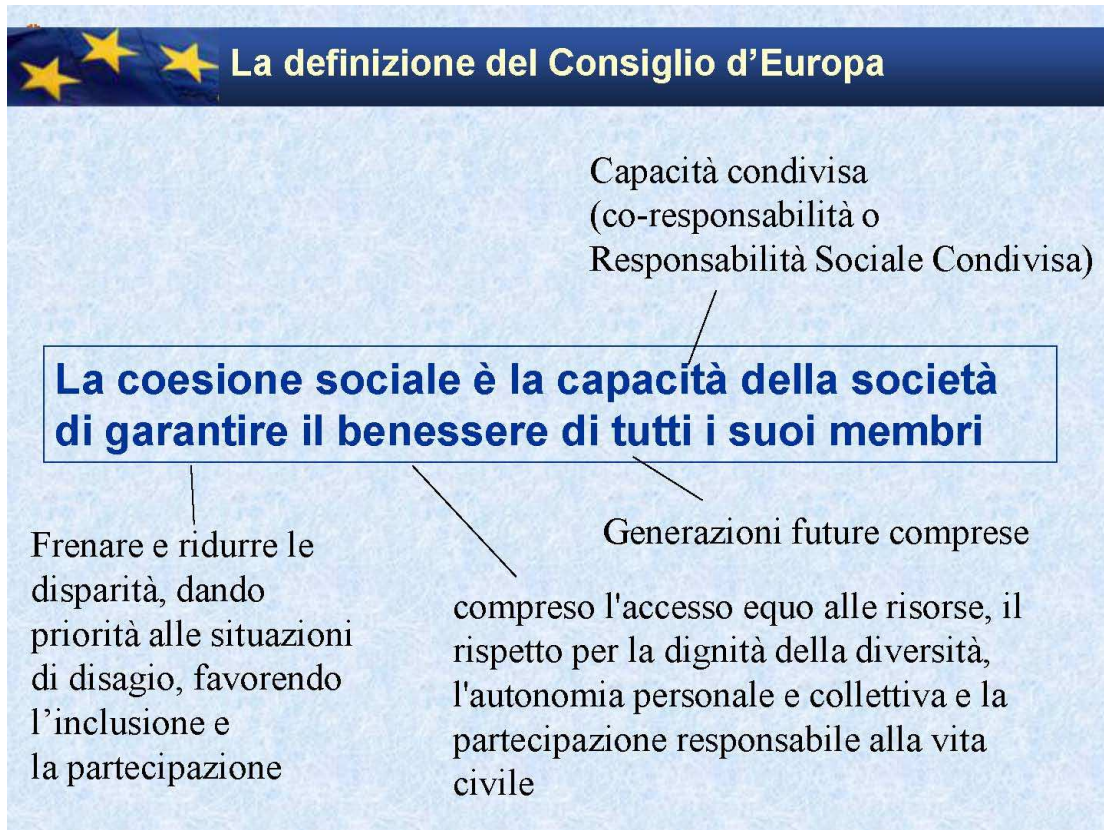 La definizione del Consiglio d’Europa
Capacità condivisa
(co-responsabilità o
Responsabilità Sociale Condivisa)
La coesione sociale è la capacità della società
di garantire il benessere di tutti i suoi membri
Frenare e ridurre le
disparità, dando
priorità alle situazioni
di disagio, favorendo
l’inclusione e
la partecipazione
Generazioni future comprese
compreso l'accesso equo alle risorse, il
rispetto per la dignità della diversità,
l'autonomia personale e collettiva e la
partecipazione responsabile alla vita
civile